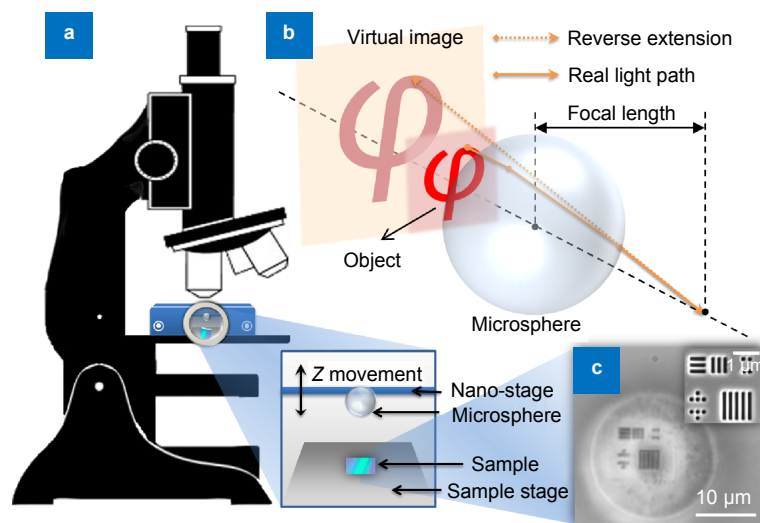 a
b
Virtual image
Reverse extension
Real light path
Focal length
φ
φ
Object
Microsphere
c
1 μm
Z movement
Nano-stage
Microsphere
Sample
Sample stage
10 μm